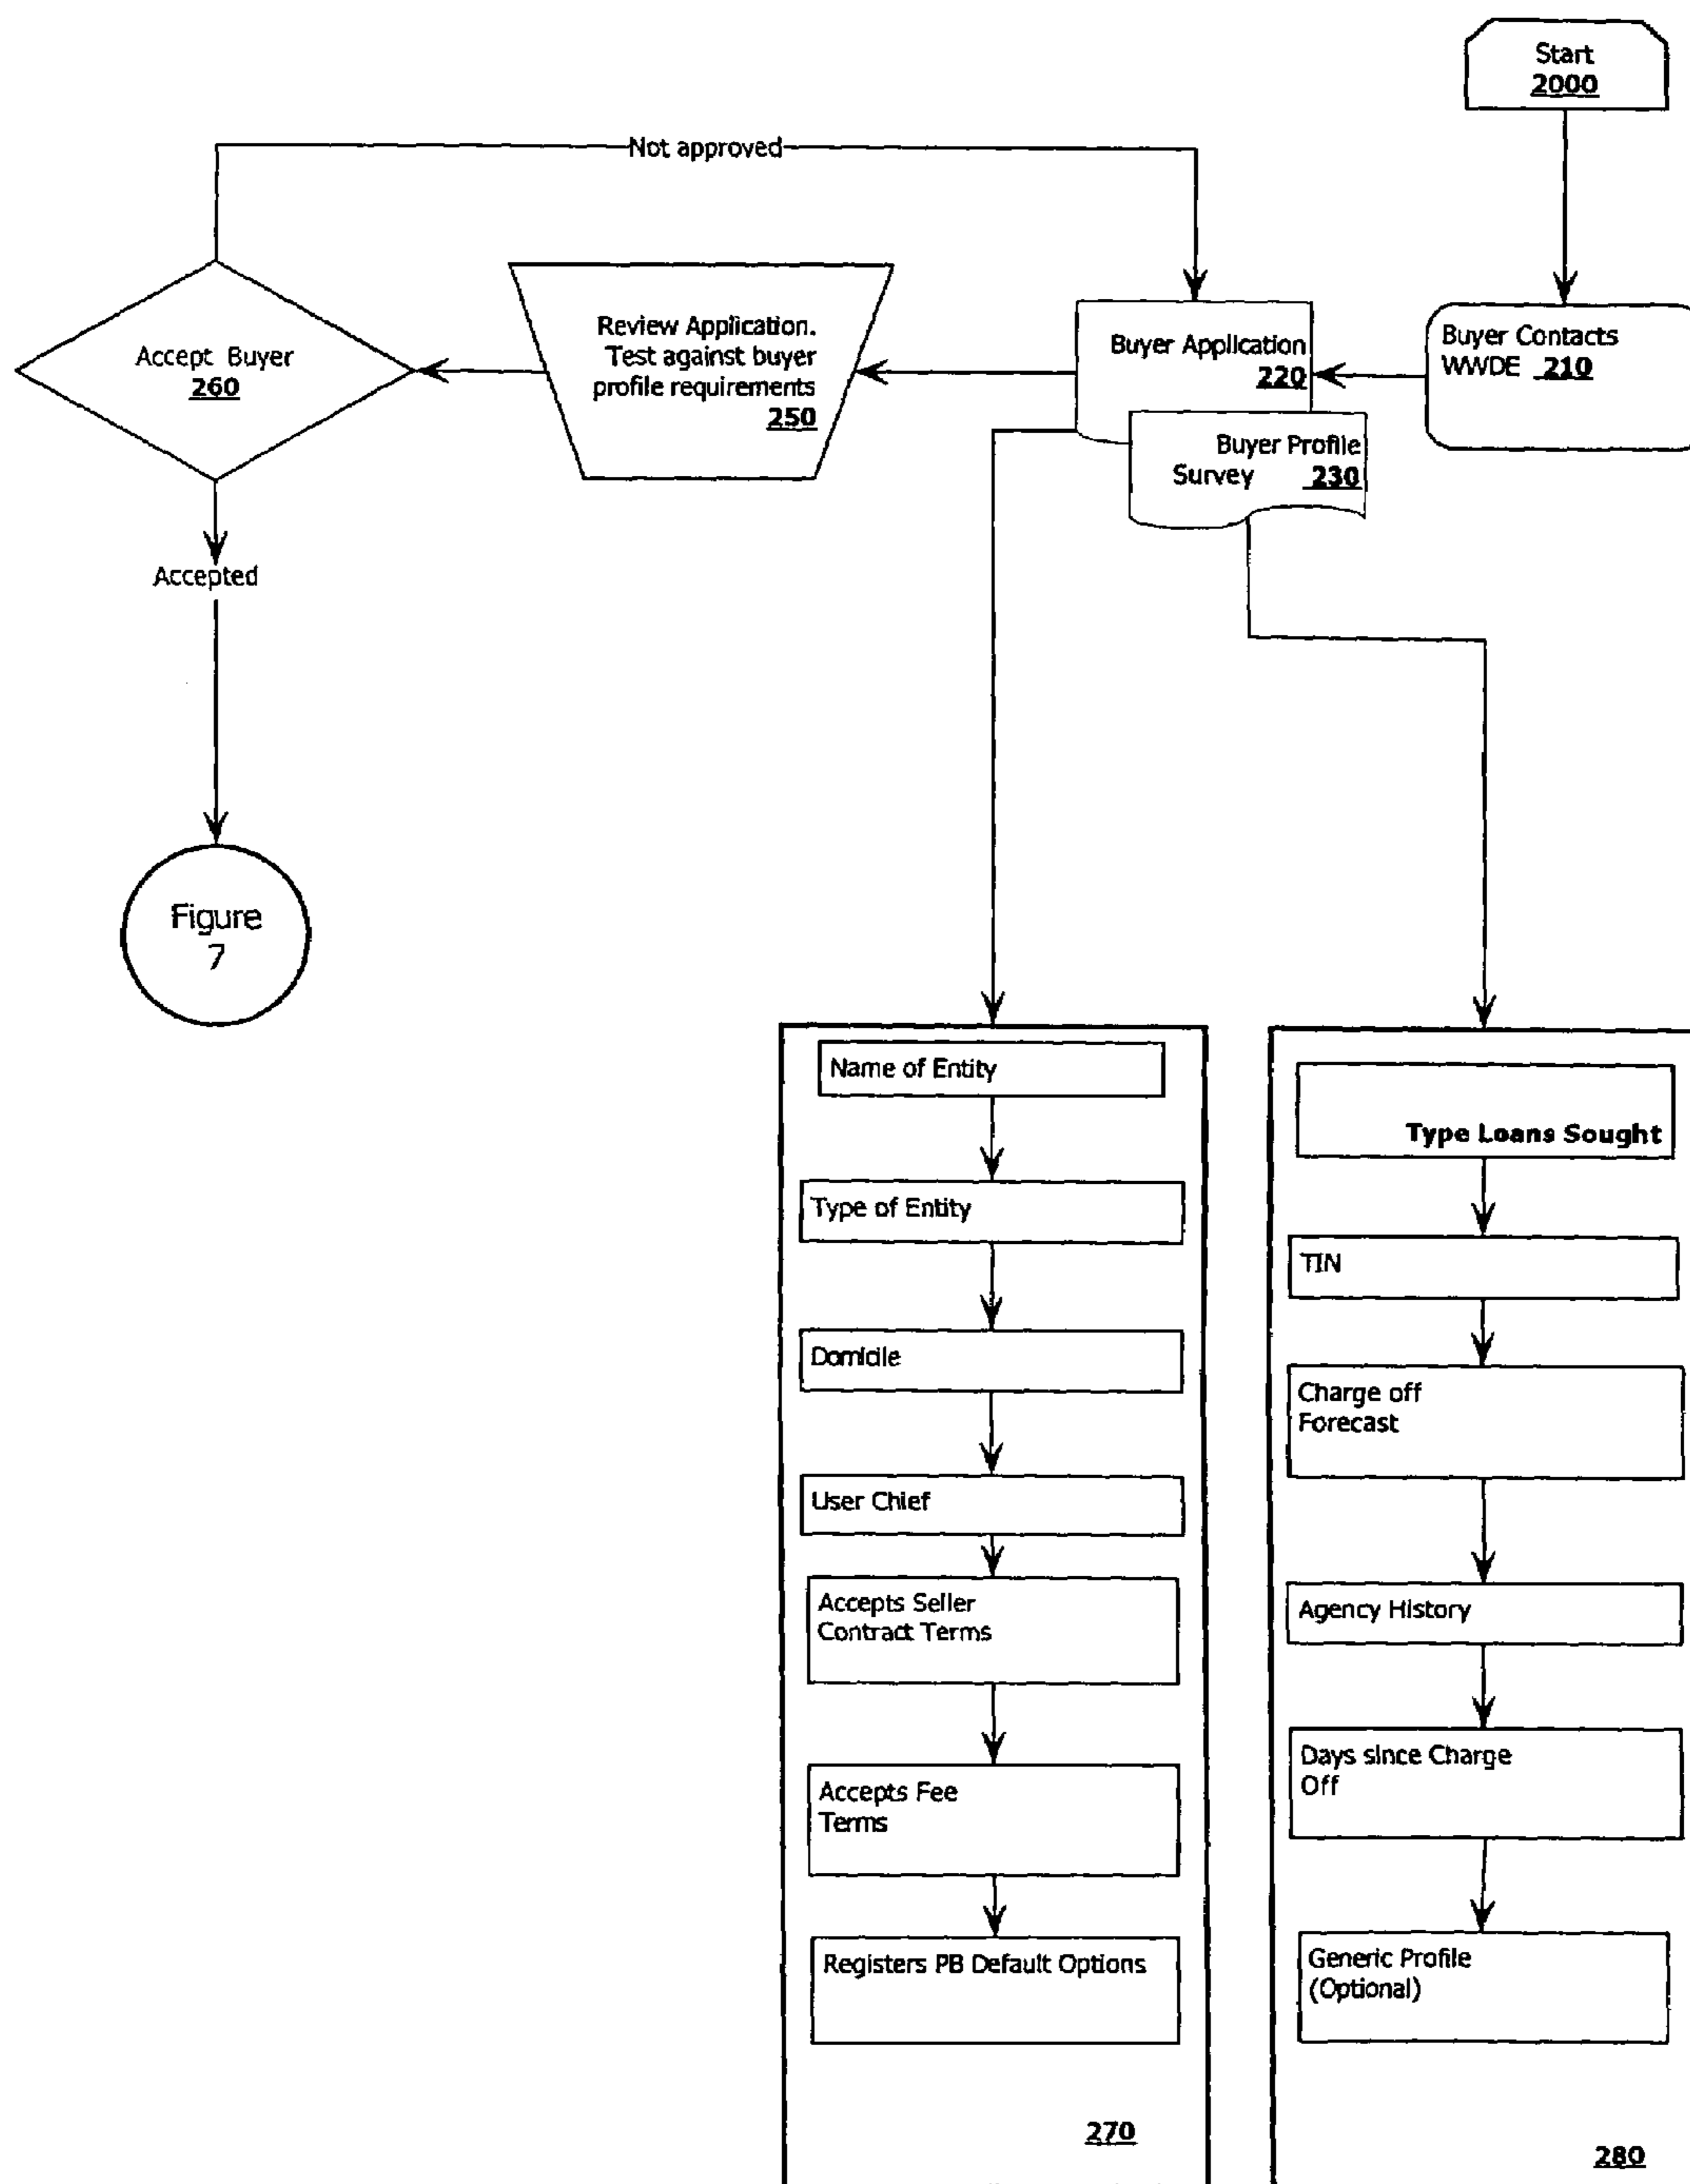 Start
2000
Not approved
Accept Buyer
260
Review Application.
Test against buyer
profile requirements
250
Buyer Application
220
Buyer Contacts
WWDE 210
Buyer Profile
Survey 230
Accepted
Figure
7
Name of Entity
Type of Entity
Domicile
User Chief
Accepts Seller
Contract Terms
Accepts Fee
Terms
Registers PB Default Options
270
Type Loans Sought
TIN
Charge off
Forecast
Agency History
Days since Charge
Off
Generic Profile
(Optional)
280